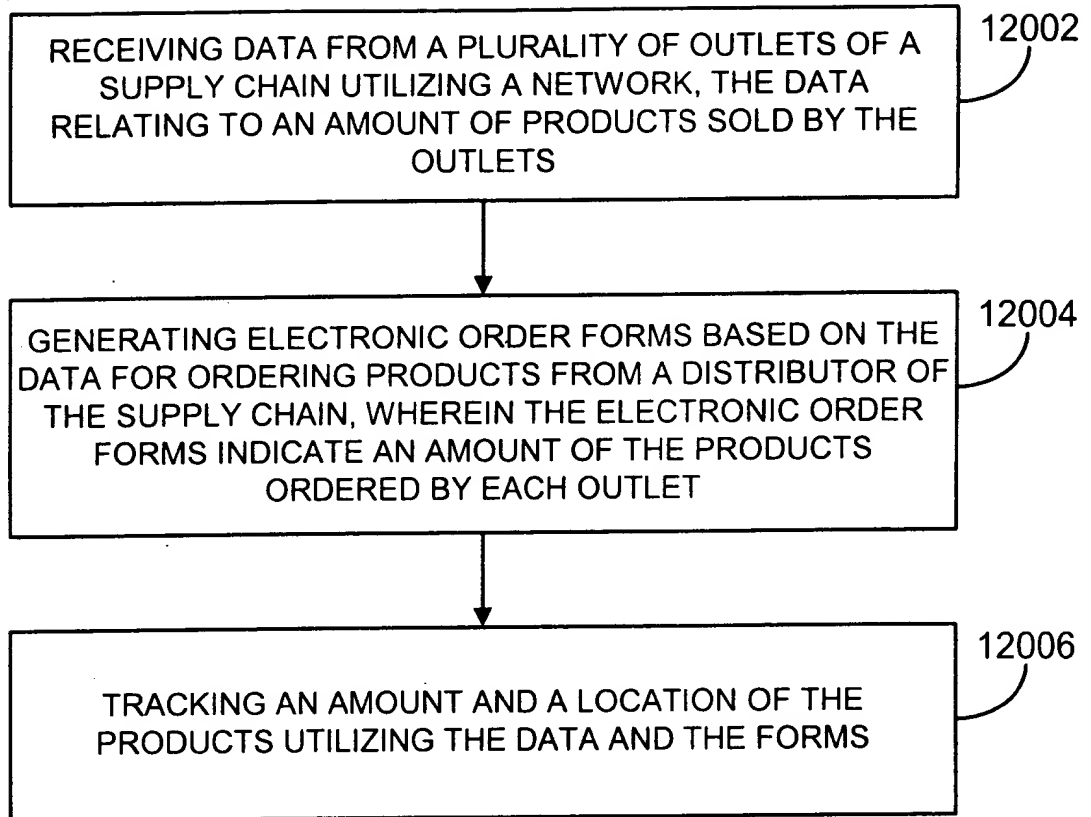 12002
RECEIVING DATA FROM A PLURALITY OF OUTLETS OF A
SUPPLY CHAIN UTILIZING A NETWORK, THE DATA
RELATING TO AN AMOUNT OF PRODUCTS SOLD BY THE
OUTLETS
12004
GENERATING ELECTRONIC ORDER FORMS BASED ON THE
DATA FOR ORDERING PRODUCTS FROM A DISTRIBUTOR OF
THE SUPPLY CHAIN, WHEREIN THE ELECTRONIC ORDER
FORMS INDICATE AN AMOUNT OF THE PRODUCTS
ORDERED BY EACH OUTLET
12006
TRACKING AN AMOUNT AND A LOCATION OF THE
PRODUCTS UTILIZING THE DATA AND THE FORMS